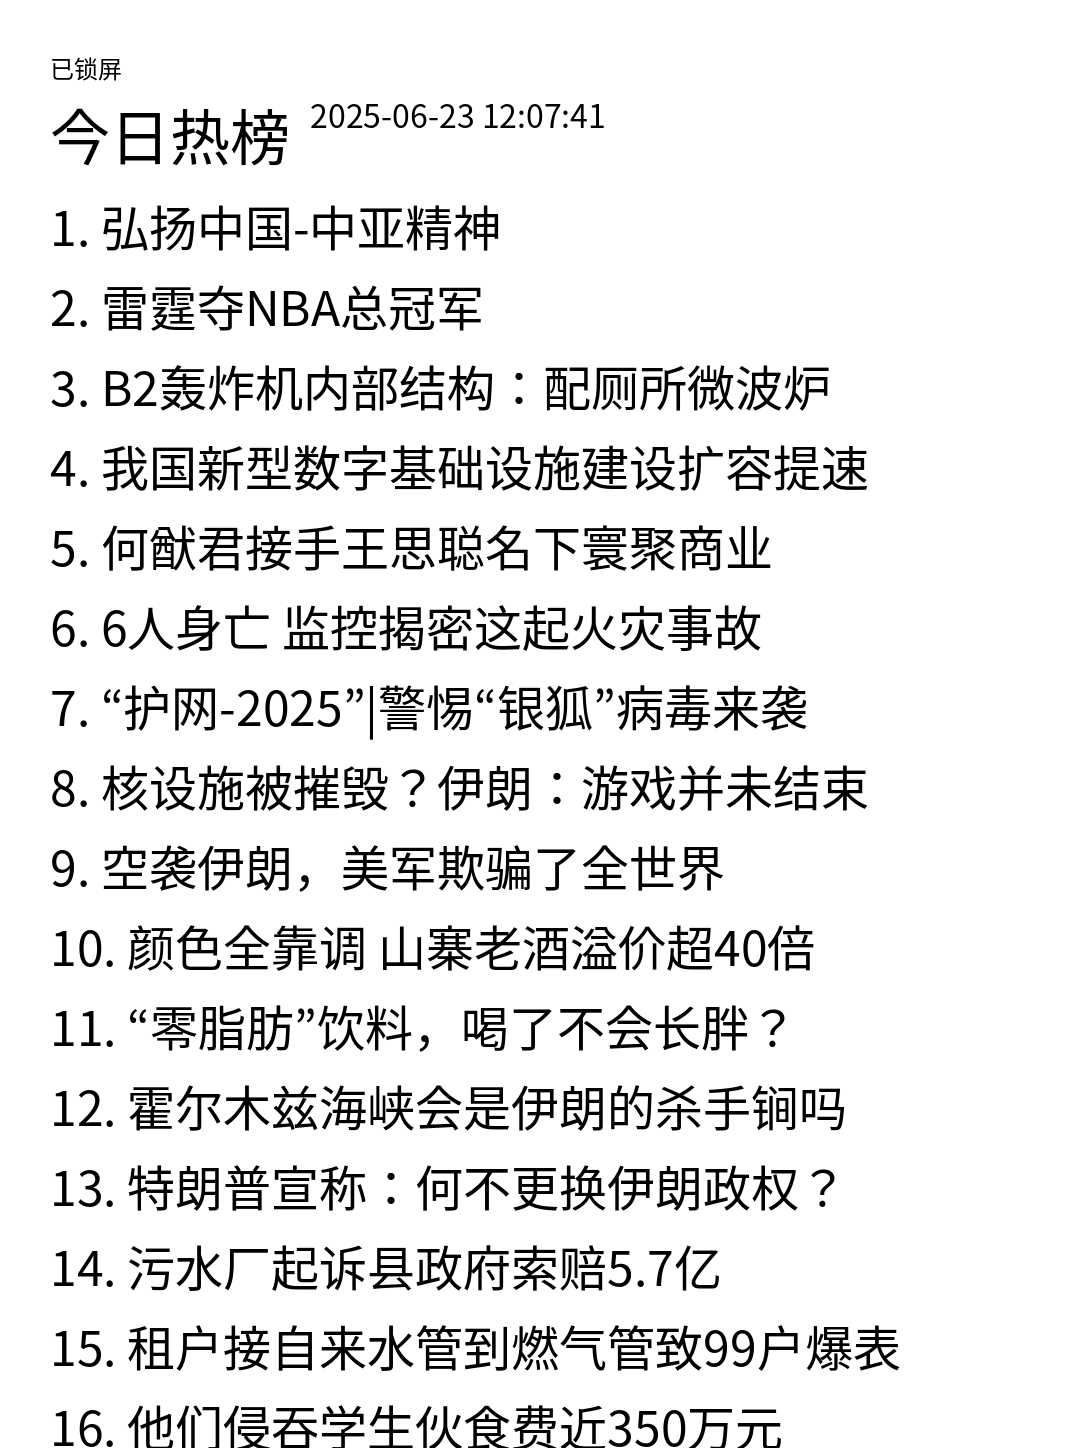 已锁屏
今日热榜 2025-06-23 12:07:41
1. 弘扬中国-中亚精神
2. 雷霆夺NBA总冠军
3. B2轰炸机内部结构：配厕所微波炉
4. 我国新型数字基础设施建设扩容提速
5. 何猷君接手王思聪名下寰聚商业
6. 6人身亡 监控揭密这起火灾事故
7. “护网-2025”|警惕“银狐”病毒来袭
8. 核设施被摧毁？伊朗：游戏并未结束
9. 空袭伊朗，美军欺骗了全世界
10. 颜色全靠调 山寨老酒溢价超40倍
11. “零脂肪”饮料，喝了不会长胖？
12. 霍尔木兹海峡会是伊朗的杀手锏吗
13. 特朗普宣称：何不更换伊朗政权？
14. 污水厂起诉县政府索赔5.7亿
15. 租户接自来水管到燃气管致99户爆表
16. 他们侵吞学生伙食费近350万元